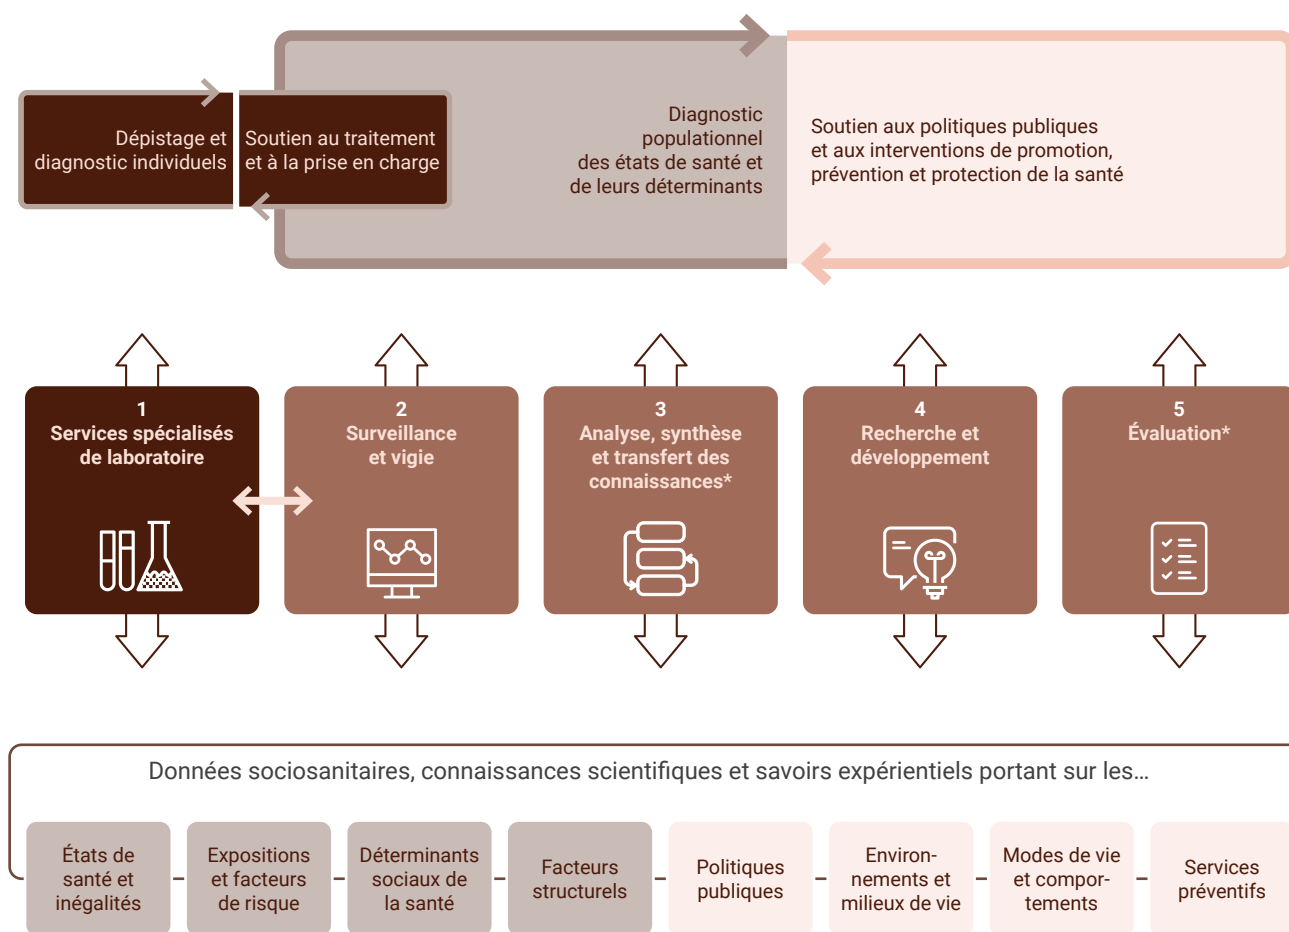 Dépistage et
diagnostic individuels
Soutien au traitement
et à la prise en charge
Diagnostic
populationnel
des états de santé et
de leurs déterminants
Soutien aux politiques publiques
et aux interventions de promotion,
prévention et protection de la santé
1
Services spécialisés
de laboratoire
2
Surveillance
et vigie
3
Analyse, synthèse
et transfert des
connaissances*
4
Recherche et
développement
5
Évaluation*
Données sociosanitaires, connaissances scientifiques et savoirs expérientiels portant sur les…
États de
santé et
inégalités
Expositions
et facteurs
de risque
Déterminants
sociaux de
la santé
Facteurs
structurels
Politiques
publiques
Environ-
nements et
milieux de vie
Modes de vie
et compor-
tements
Services
préventifs